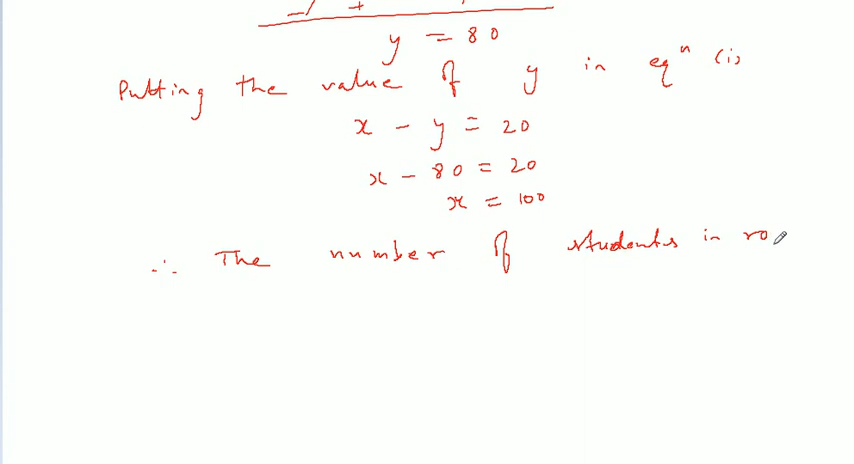 y = 80
Putting the value of y in eqⁿ (i)
x - y = 20
x - 80 = 20
x = 100
∴ The number of students in ro